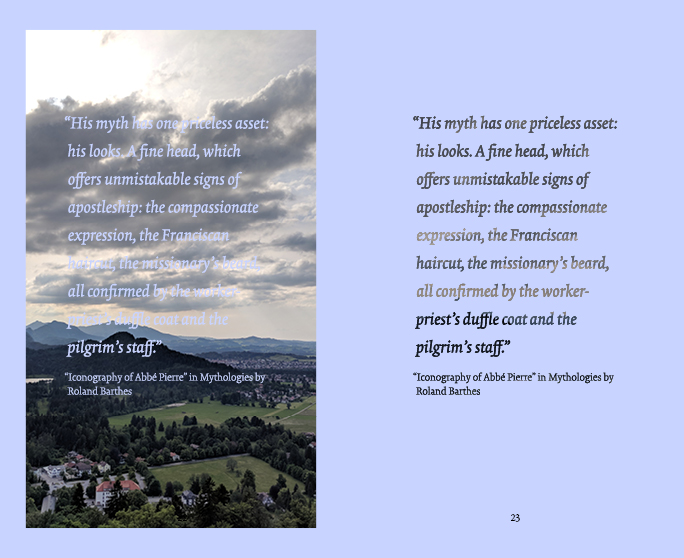 “His myth has one priceless asset:
his looks. A fine head, which
offers unmistakable signs of
apostleship: the compassionate
expression, the Franciscan
haircut, the missionary’s beard,
all confirmed by the worker-
priest’s duffle coat and the
pilgrim’s staff.”
“Iconography of Abbé Pierre” in Mythologies by
Roland Barthes
“His myth has one priceless asset:
his looks. A fine head, which
offers unmistakable signs of
apostleship: the compassionate
expression, the Franciscan
haircut, the missionary’s beard,
all confirmed by the worker-
priest’s duffle coat and the
pilgrim’s staff.”
“Iconography of Abbé Pierre” in Mythologies by
Roland Barthes
23